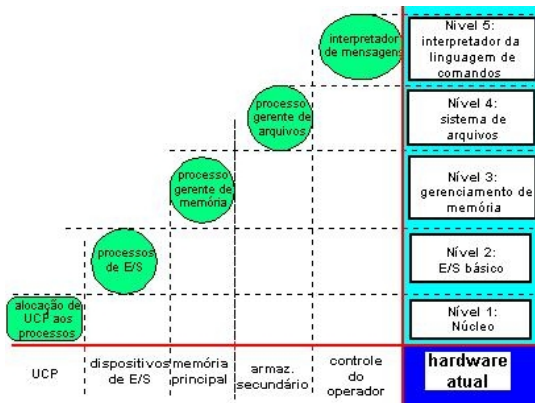 interpretador
de mensagens
Nível 5:
interpretador da
linguagem de
comandos
processo
gerente de
arquivos
Nível 4:
sistema de
arquivos
processo
gerente de
memória
Nível 3:
gerenciamento de
memória
processos
de E/S
Nível 2:
E/S básico
alocação de
UCP aos
processos
Nível 1:
Núcleo
UCP
dispositivos
de E/S
memória
principal
armaz.
secundário
controle
do
operador
hardware
atual